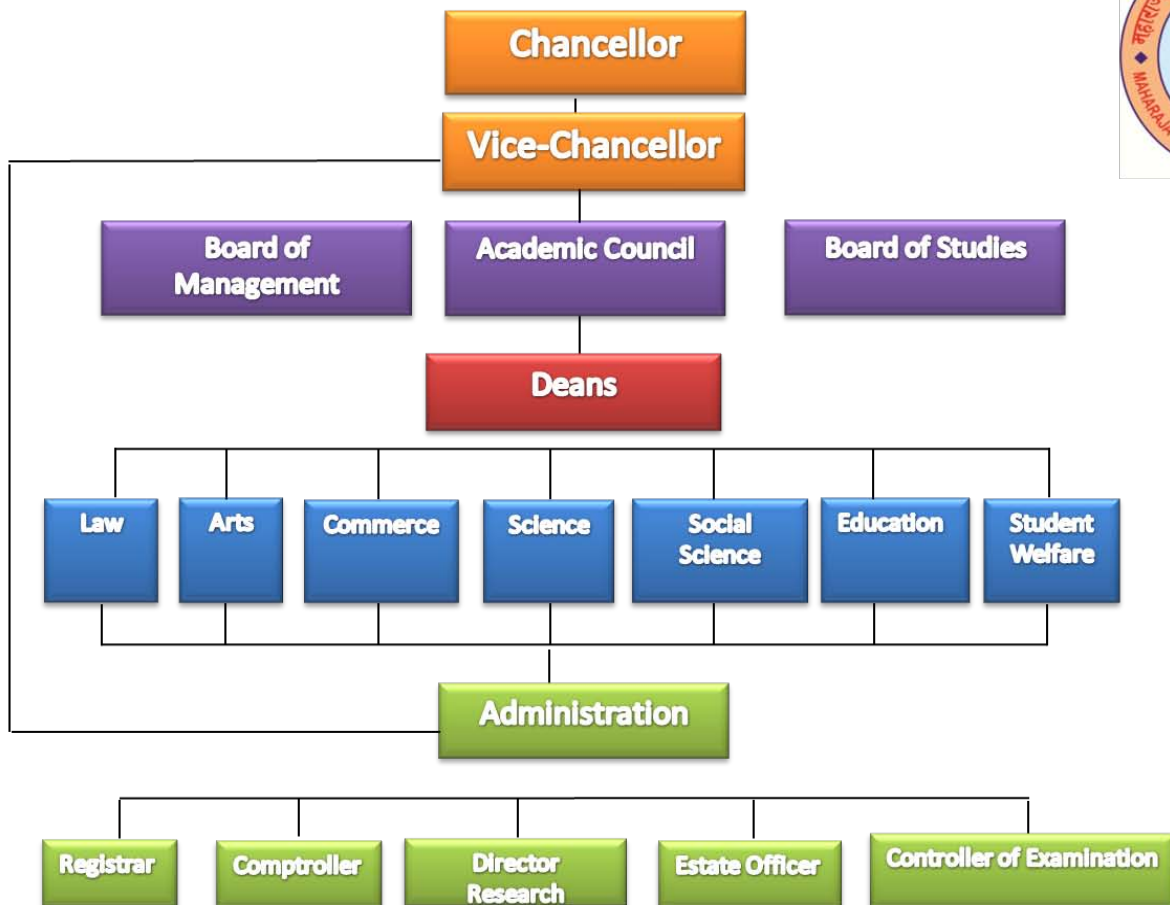 Chancellor
Vice-Chancellor
Board of
Management
Academic Council
Board of Studies
Deans
Law
Arts
Commerce
Science
Social
Science
Education
Student
Welfare
Administration
Registrar
Comptroller
Director
Research
Estate Officer
Controller of Examination